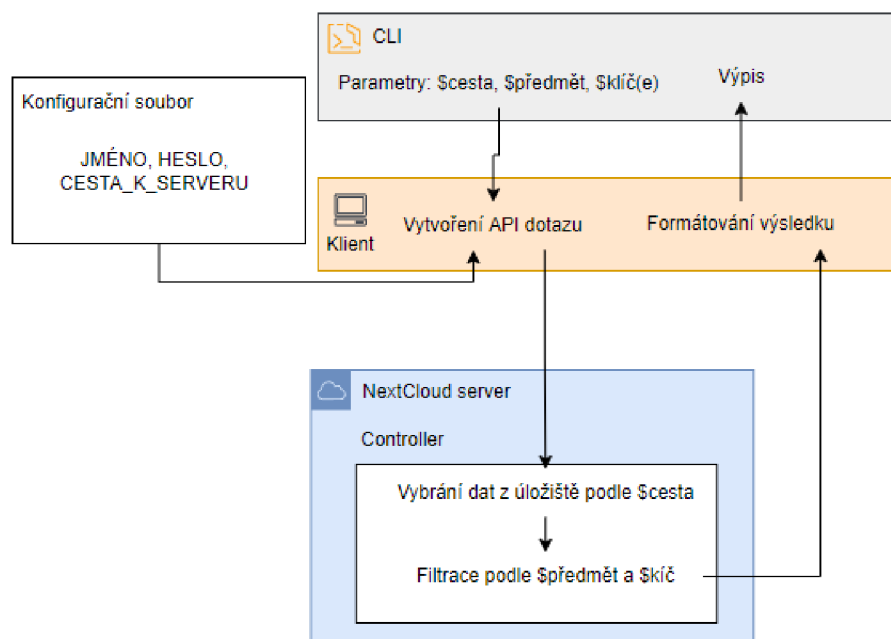 CLI
Parametry: $cesta, $předmět, $klíč(e)
Výpis
Konfigurační soubor
JMÉNO, HESLO,
CESTA_K_SERVERU
Klient
Vytvoření API dotazu
Formátování výsledku
NextCloud server
Controller
Vybrání dat z úložiště podle $cesta
Filtrace podle $předmět a $kíč